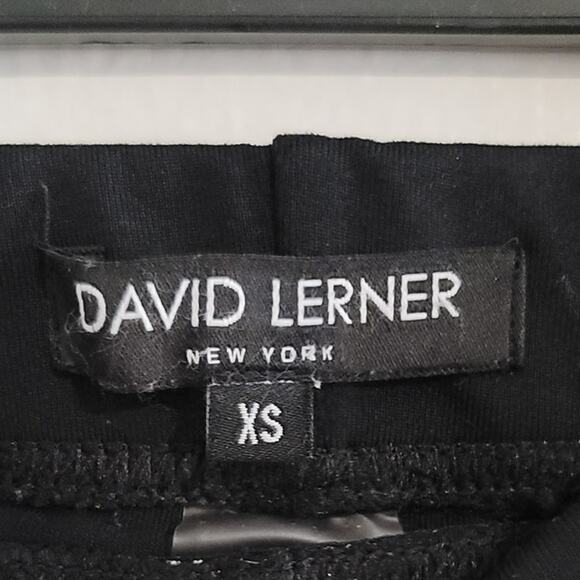 DAVID LERNER
NEW YORK
XS